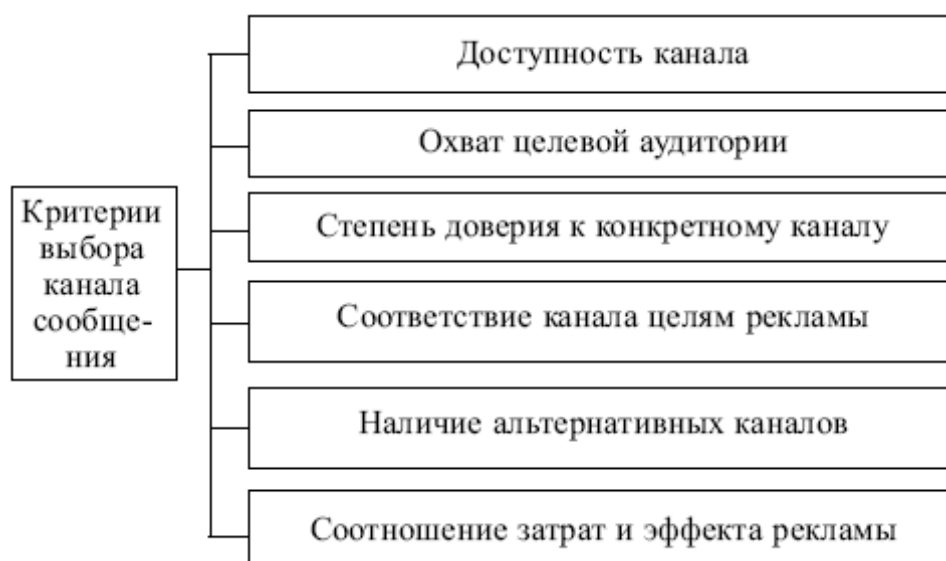 Критерии
выбора
канала
сообще-
ния
Доступность канала
Охват целевой аудитории
Степень доверия к конкретному каналу
Соответствие канала целям рекламы
Наличие альтернативных каналов
Соотношение затрат и эффекта рекламы